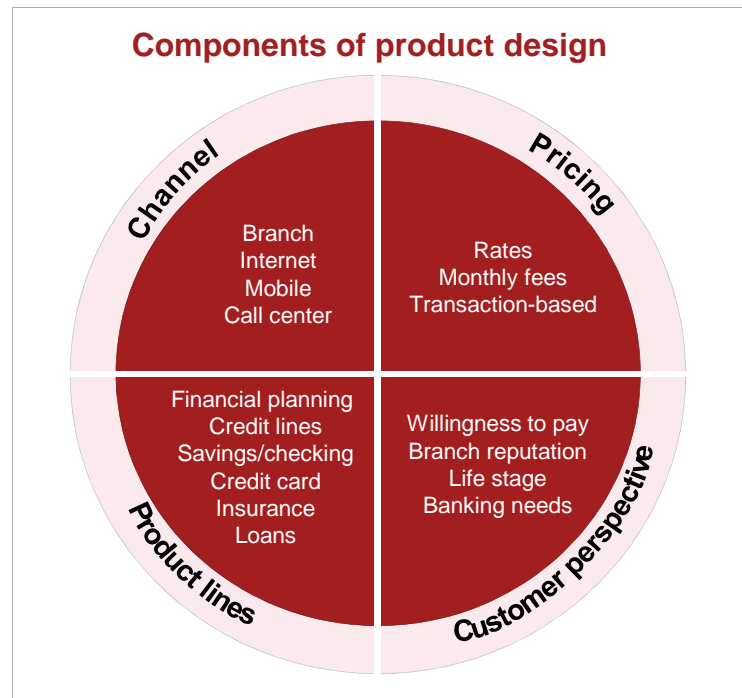 Components of product design
Channel
Branch
Internet
Mobile
Call center
Pricing
Rates
Monthly fees
Transaction-based
Product lines
Financial planning
Credit lines
Savings/checking
Credit card
Insurance
Loans
Customer perspective
Willingness to pay
Branch reputation
Life stage
Banking needs